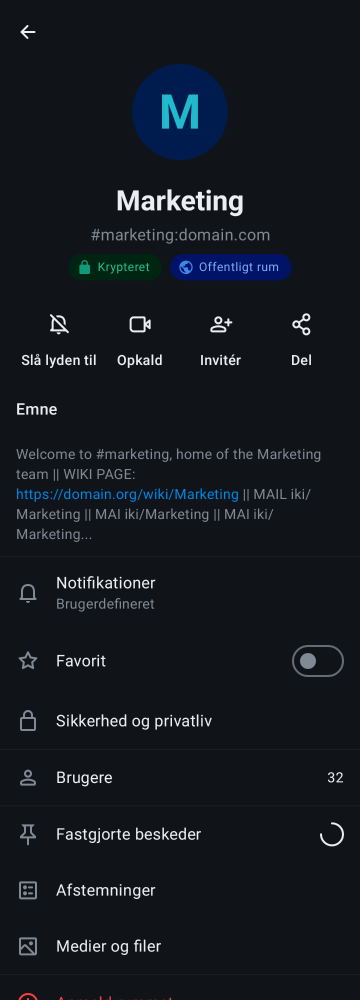 M
Marketing
#marketing:domain.com
Krypteret
Offentligt rum
Slå lyden til
Opkald
Invitér
Del
Emne
Welcome to #marketing, home of the Marketing
team || WIKI PAGE:
https://domain.org/wiki/Marketing || MAIL iki/
Marketing || MAI iki/Marketing || MAI iki/
Marketing...
Notifikationer
Brugerdefineret
Favorit
Sikkerhed og privatliv
Brugere
32
Fastgjorte beskeder
Afstemninger
Medier og filer